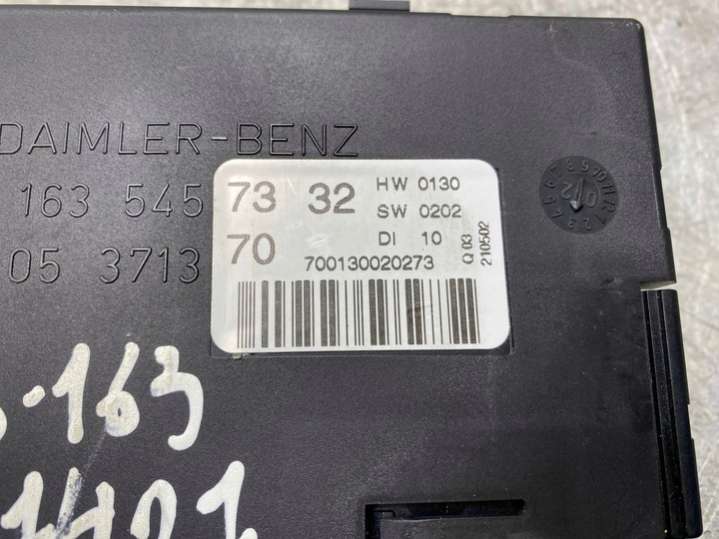 DAIMLER-BENZ
163 545 73 32
05 3713 70
HW 0130
SW 0202
DI 10
700130020273
Q 03
210502
-163